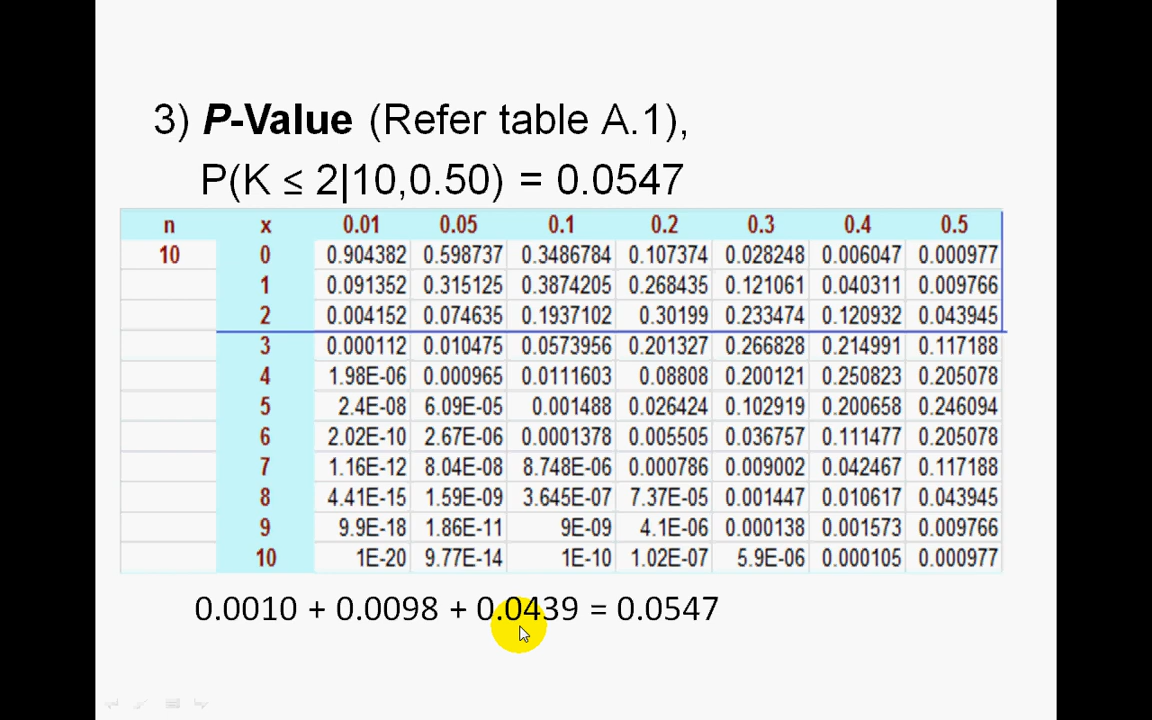 3) P-Value (Refer table A.1),
P(K ≤ 2|10,0.50) = 0.0547
n x 0.01 0.05 0.1 0.2 0.3 0.4 0.5
10 0 0.904382 0.598737 0.3486784 0.107374 0.028248 0.006047 0.000977
1 0.091352 0.315125 0.3874205 0.268435 0.121061 0.040311 0.009766
2 0.004152 0.074635 0.1937102 0.30199 0.233474 0.120932 0.043945
3 0.000112 0.010475 0.0573956 0.201327 0.266828 0.214991 0.117188
4 1.98E-06 0.000965 0.0111603 0.08808 0.200121 0.250823 0.205078
5 2.4E-08 6.09E-05 0.001488 0.026424 0.102919 0.200658 0.246094
6 2.02E-10 2.67E-06 0.0001378 0.005505 0.036757 0.111477 0.205078
7 1.16E-12 8.04E-08 8.748E-06 0.000786 0.009002 0.042467 0.117188
8 4.41E-15 1.59E-09 3.645E-07 7.37E-05 0.001447 0.010617 0.043945
9 9.9E-18 1.86E-11 9E-09 4.1E-06 0.000138 0.001573 0.009766
10 1E-20 9.77E-14 1E-10 1.02E-07 5.9E-06 0.000105 0.000977
0.0010 + 0.0098 + 0.0439 = 0.0547